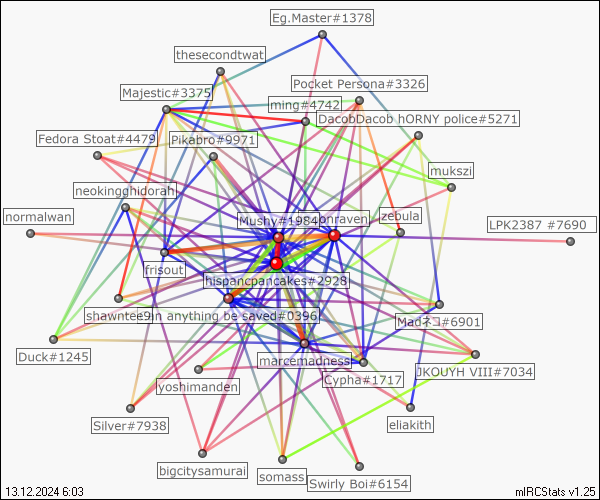 Eg.Master#1378
thesecondtwat
Pocket Persona#3326
Majestic#3375
ming#4742
DacobDacob hORNY police#5271
Fedora Stoat#4479
Pikabro#9971
mukszi
neokingghidorah
normalwan
Mushy#1984
onraven
zebula
LPK2387 #7690
frisout
hispancpancakes#2928
shawntee9
in anything be saved#0396
Madネコ#6901
Duck#1245
marcemadness
JKOUYH VIII#7034
yoshimanden
Cypha#1717
Silver#7938
eliakith
bigcitysamurai
somass
Swirly Boi#6154
13.12.2024 6:03
mIRCStats v1.25